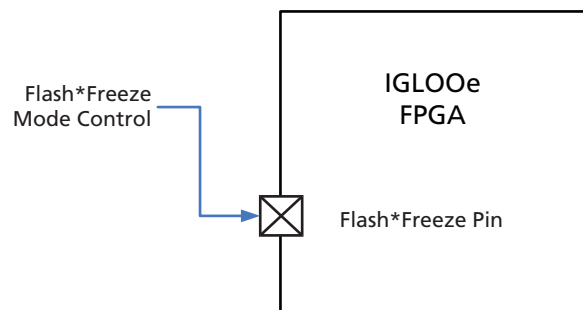 Flash*Freeze
Mode Control
IGLOOe
FPGA
Flash*Freeze Pin